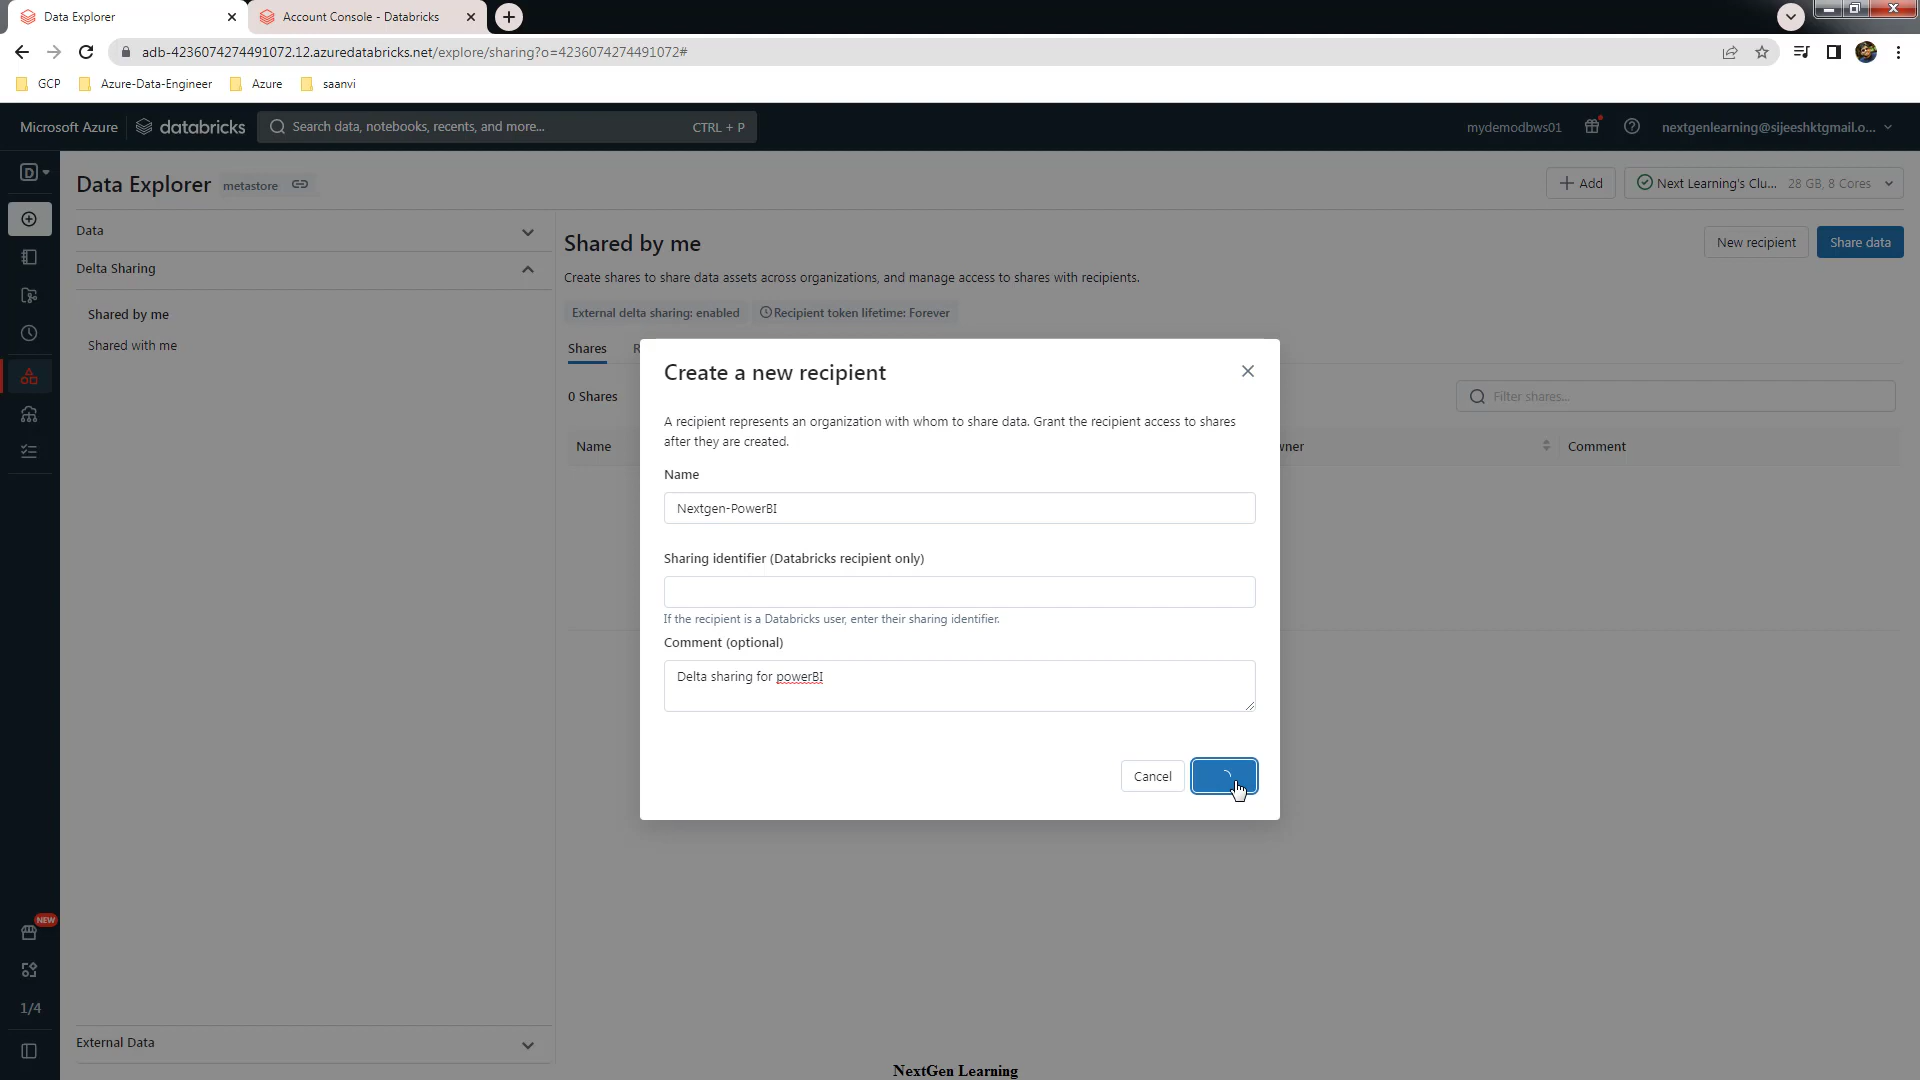 Data Explorer
Account Console - Databricks
adb-4236074274491072.12.azuredatabricks.net/explore/sharing?o=4236074274491072#
GCP
Azure-Data-Engineer
Azure
saanvi
Microsoft Azure
databricks
Search data, notebooks, recents, and more...
CTRL + P
mydemodbws01
nextgenlearning@sijeeshktgmail.o...
D
Data Explorer
metastore
Add
Next Learning's Clu...
28 GB, 8 Cores
Data
Delta Sharing
Shared by me
Shared with me
Shared by me
New recipient
Share data
Create shares to share data assets across organizations, and manage access to shares with recipients.
External delta sharing: enabled
Recipient token lifetime: Forever
Shares
R
0 Shares
Filter shares...
Name
wner
Comment
Create a new recipient
A recipient represents an organization with whom to share data. Grant the recipient access to shares
after they are created.
Name
Nextgen-PowerBI
Sharing identifier (Databricks recipient only)
If the recipient is a Databricks user, enter their sharing identifier.
Comment (optional)
Delta sharing for powerBI
Cancel
NEW
1/4
External Data
NextGen Learning